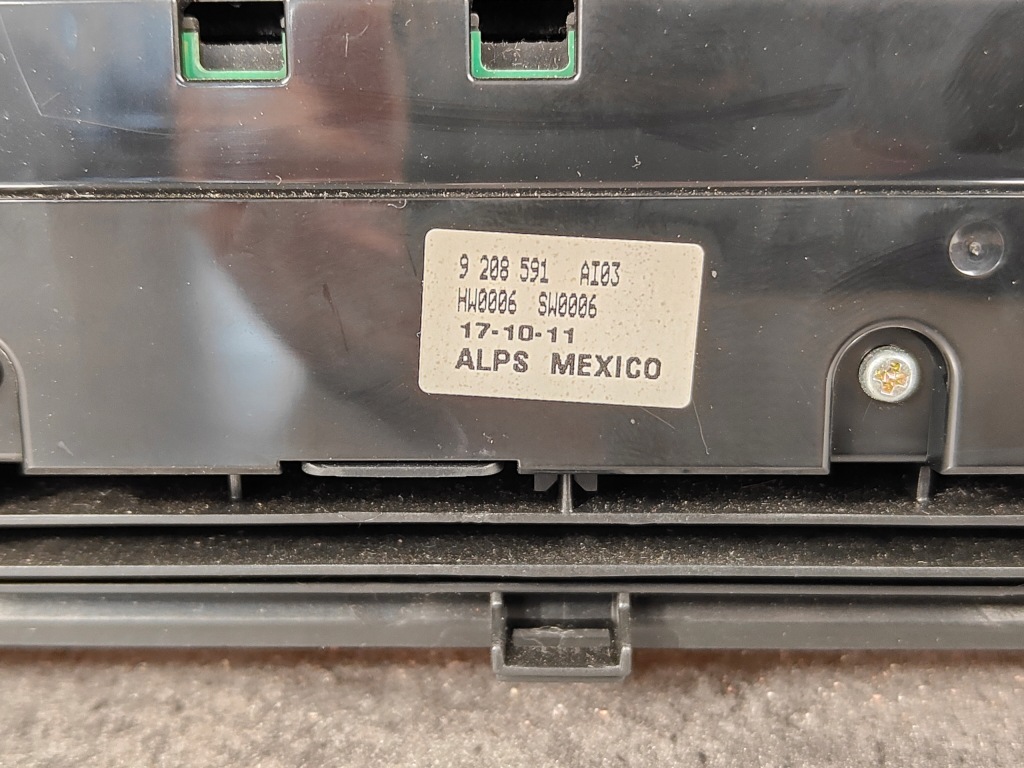 9 208 591 AI03
HW0006 SW0006
17-10-11
ALPS MEXICO